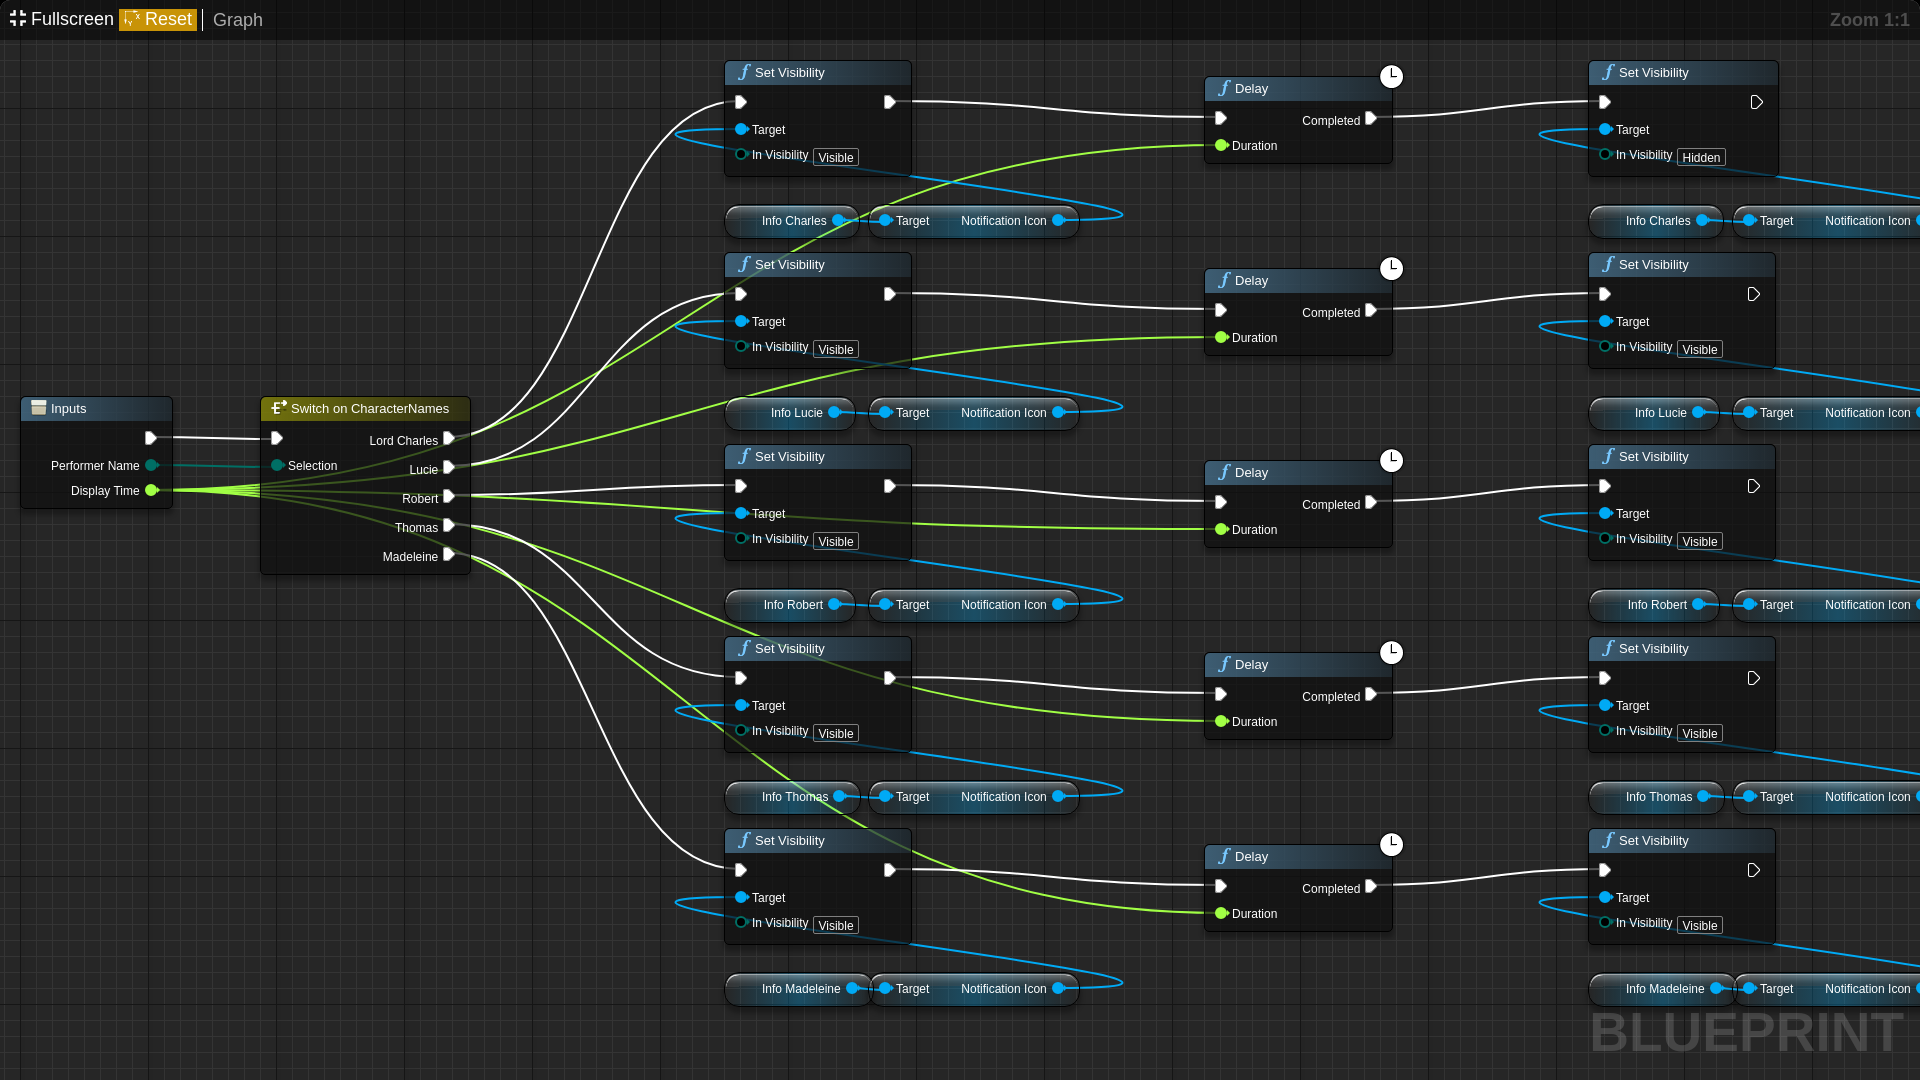 Fullscreen Reset Graph Zoom 1:1
Set Visibility
Target
In Visibility Visible
Info Charles Target Notification Icon
Delay
Completed
Duration
Set Visibility
Target
In Visibility Hidden
Info Charles Target Notification Icon
Set Visibility
Target
In Visibility Visible
Info Lucie Target Notification Icon
Delay
Completed
Duration
Set Visibility
Target
In Visibility Visible
Info Lucie Target Notification Icon
Inputs
Performer Name
Display Time
Switch on CharacterNames
Lord Charles
Selection
Lucie
Robert
Thomas
Madeleine
Set Visibility
Target
In Visibility Visible
Info Robert Target Notification Icon
Delay
Completed
Duration
Set Visibility
Target
In Visibility Visible
Info Robert Target Notification Icon
Set Visibility
Target
In Visibility Visible
Info Thomas Target Notification Icon
Delay
Completed
Duration
Set Visibility
Target
In Visibility Visible
Info Thomas Target Notification Icon
Set Visibility
Target
In Visibility Visible
Info Madeleine Target Notification Icon
Delay
Completed
Duration
Set Visibility
Target
In Visibility Visible
Info Madeleine Target Notification Icon
BLUEPRINT